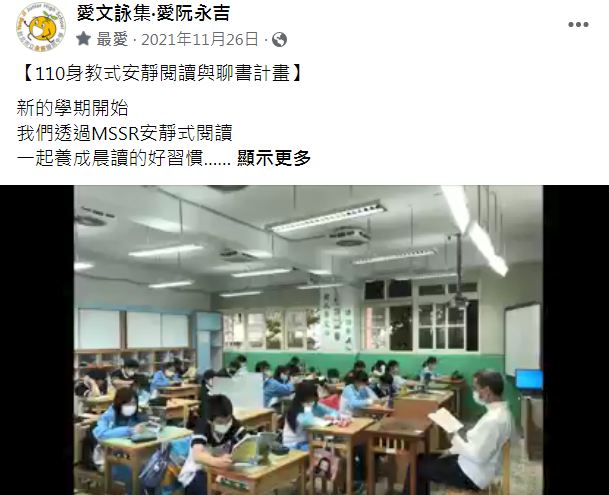 愛文詠集·愛阮永吉
最愛 · 2021年11月26日 ·
【110身教式安靜閱讀與聊書計畫】
新的學期開始
我們透過MSSR安靜式閱讀
一起養成晨讀的好習慣...... 顯示更多